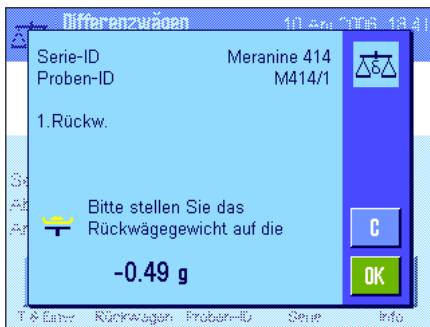 Differenzwägen
Serie-ID Meranine 414
Proben-ID M414/1
1.Rückw.
Bitte stellen Sie das
Rückwägegewicht auf die
C
-0.49 g
OK
Rückwägen Proben-ID Serie Info